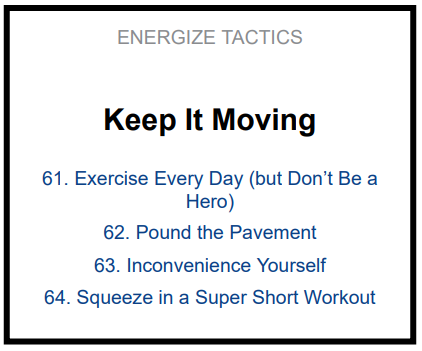 ENERGIZE TACTICS
Keep It Moving
61. Exercise Every Day (but Don’t Be a
Hero)
62. Pound the Pavement
63. Inconvenience Yourself
64. Squeeze in a Super Short Workout